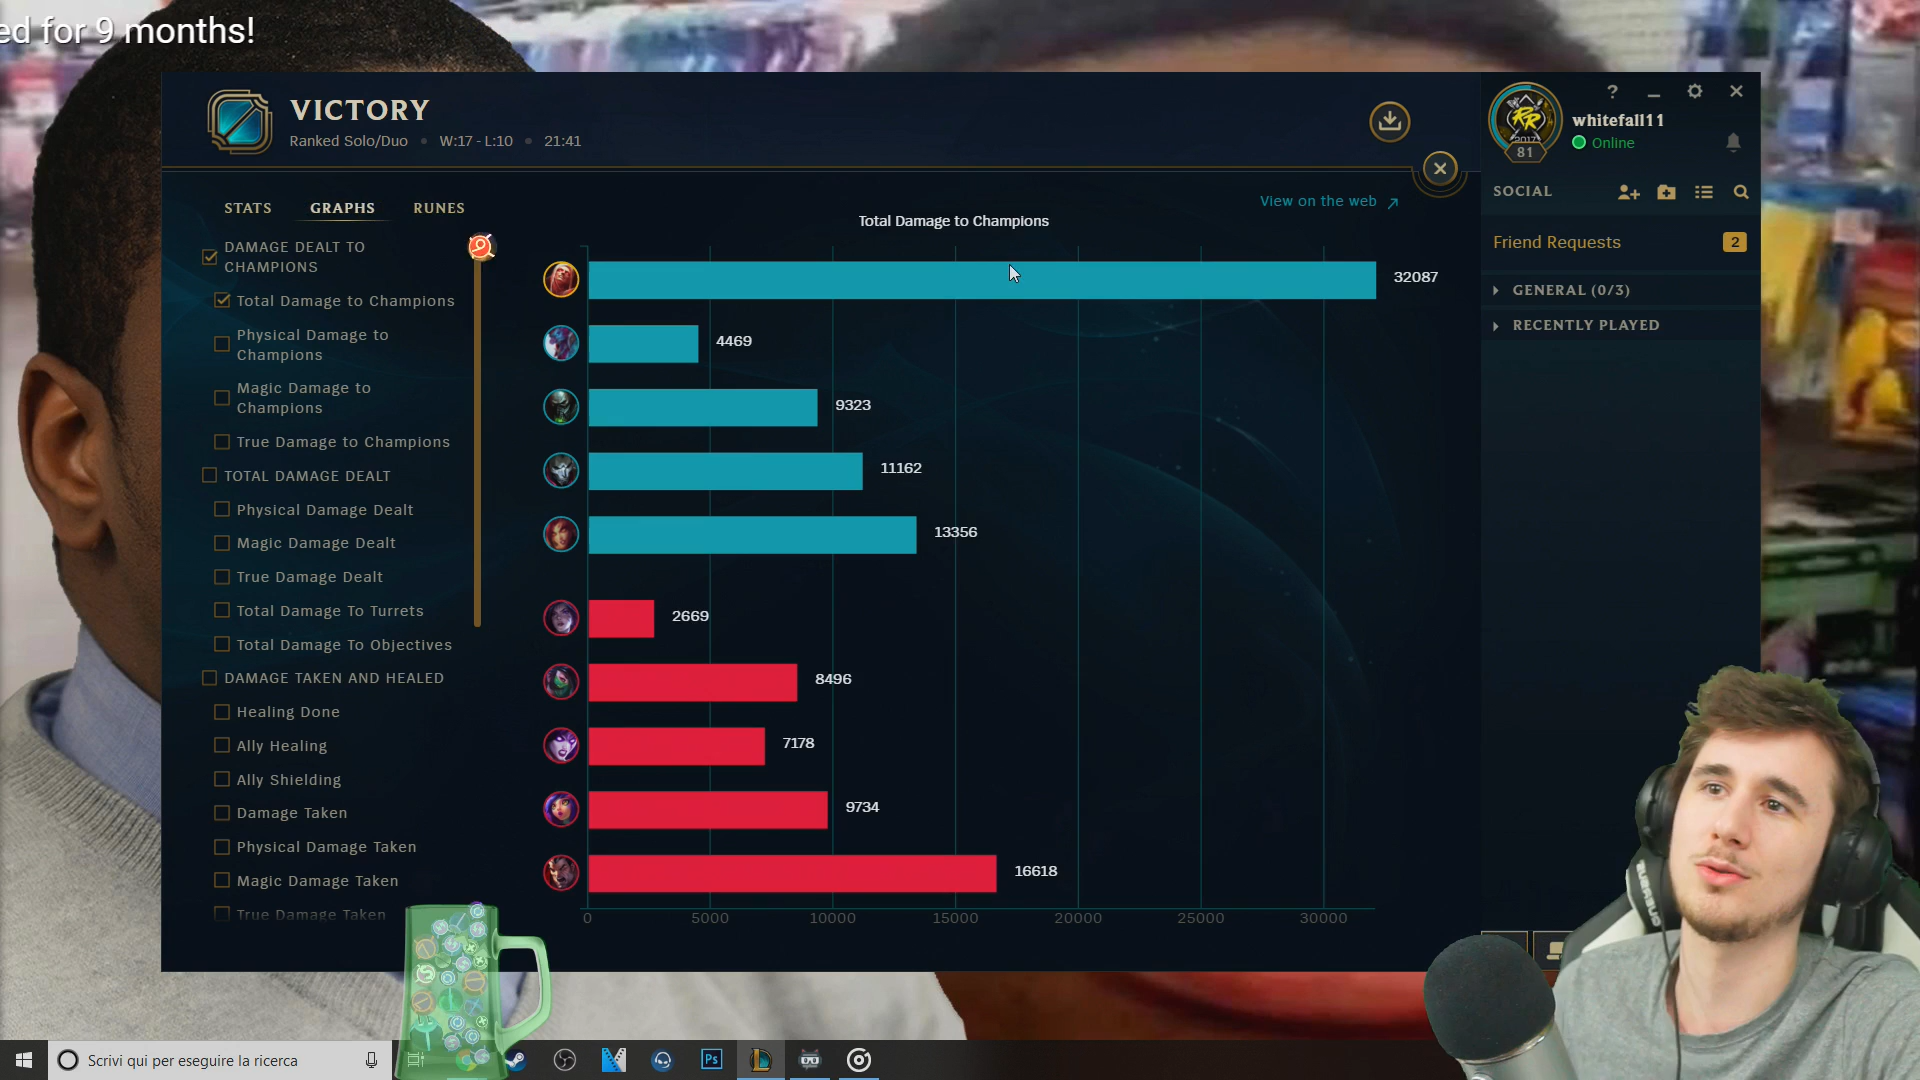 ed for 9 months!
VICTORY
Ranked Solo/Duo • W:17 - L:10 • 21:41
STATS GRAPHS RUNES
View on the web
DAMAGE DEALT TO
CHAMPIONS
Total Damage to Champions
Physical Damage to
Champions
Magic Damage to
Champions
True Damage to Champions
TOTAL DAMAGE DEALT
Physical Damage Dealt
Magic Damage Dealt
True Damage Dealt
Total Damage To Turrets
Total Damage To Objectives
DAMAGE TAKEN AND HEALED
Healing Done
Ally Healing
Ally Shielding
Damage Taken
Physical Damage Taken
Magic Damage Taken
True Damage Taken
Total Damage to Champions
32087
4469
9323
11162
13356
2669
8496
7178
9734
16618
0 5000 10000 15000 20000 25000 30000
?
RR
2017
81
whitefall11
Online
SOCIAL
Friend Requests 2
GENERAL (0/3)
RECENTLY PLAYED
Scrivi qui per eseguire la ricerca
Ps